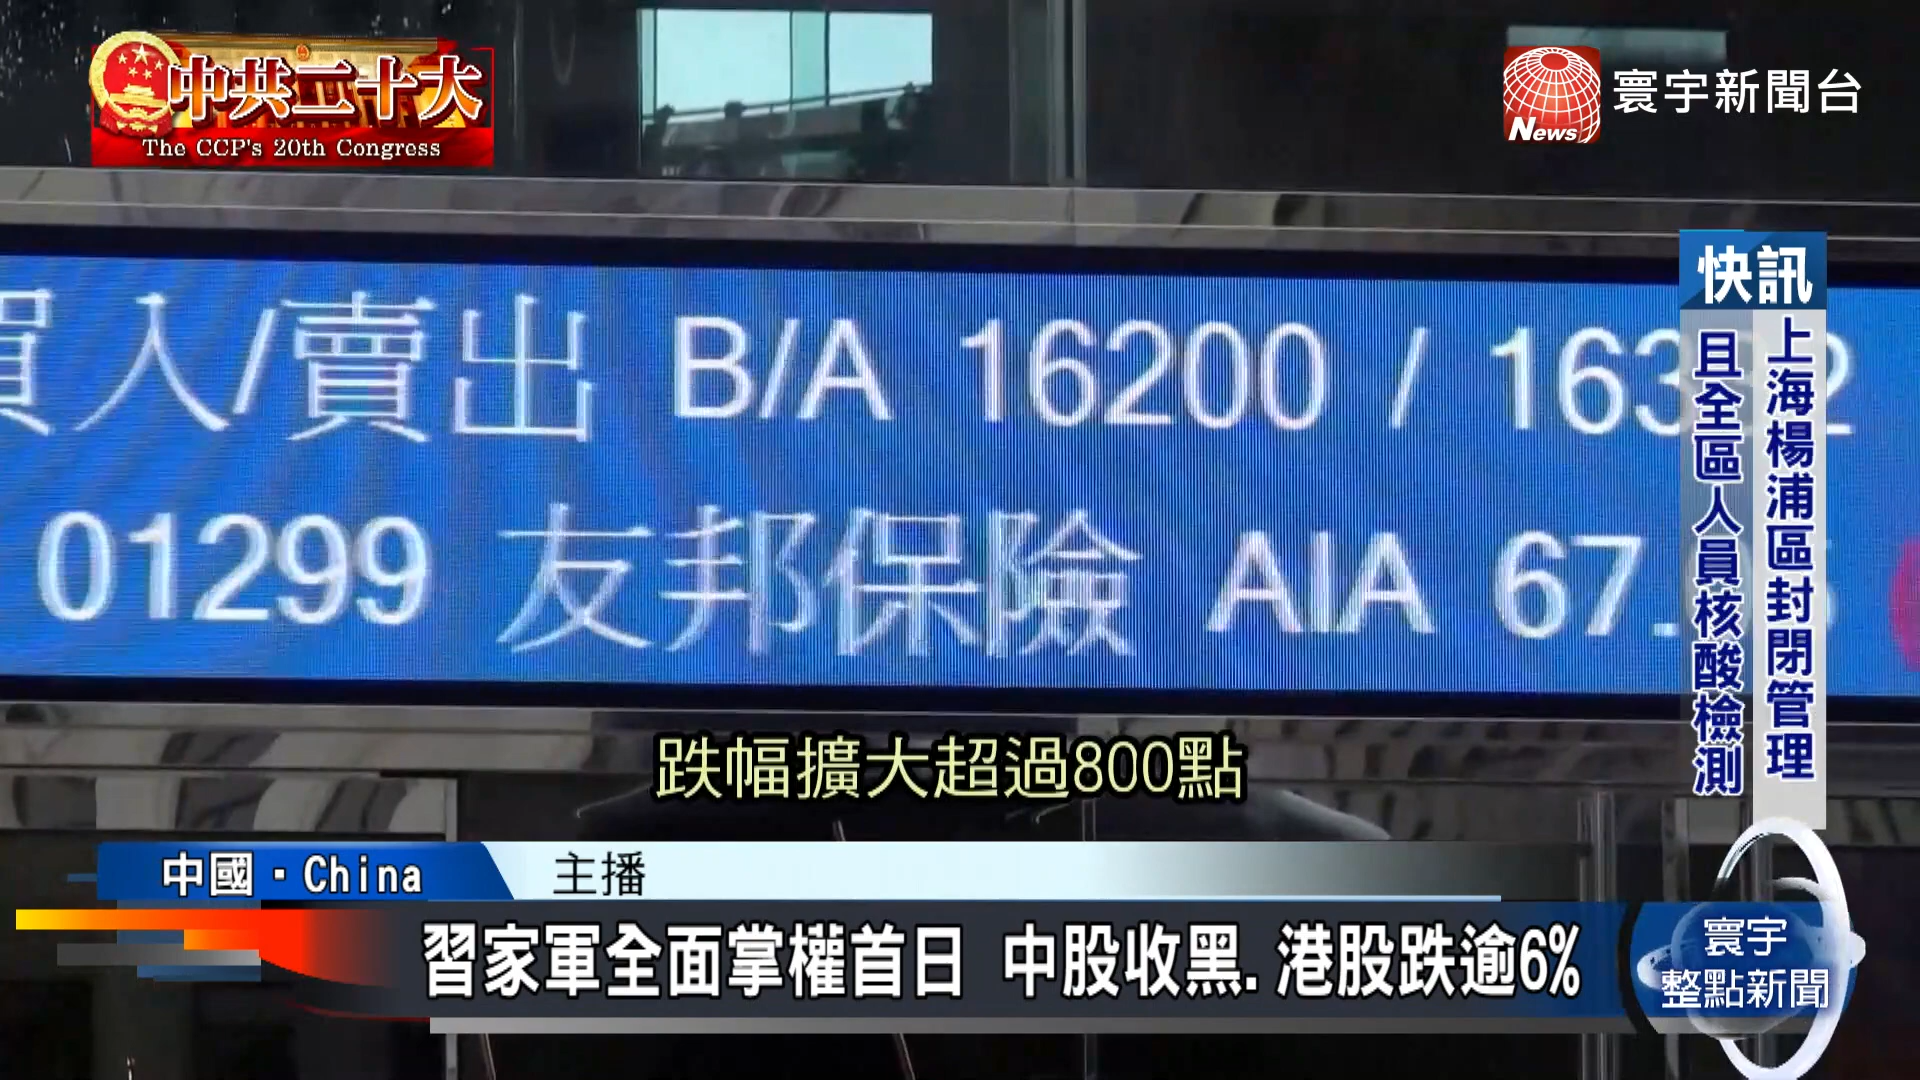 中共二十大
The CCP's 20th Congress
News
寰宇新聞台
快訊
上海楊浦區封閉管理
且全區人員核酸檢測
買入/賣出 B/A 16200 /
01299 友邦保險 AIA 67.
跌幅擴大超過800點
中國·China
主播
習家軍全面掌權首日 中股收黑.港股跌逾6%
寰宇
整點新聞